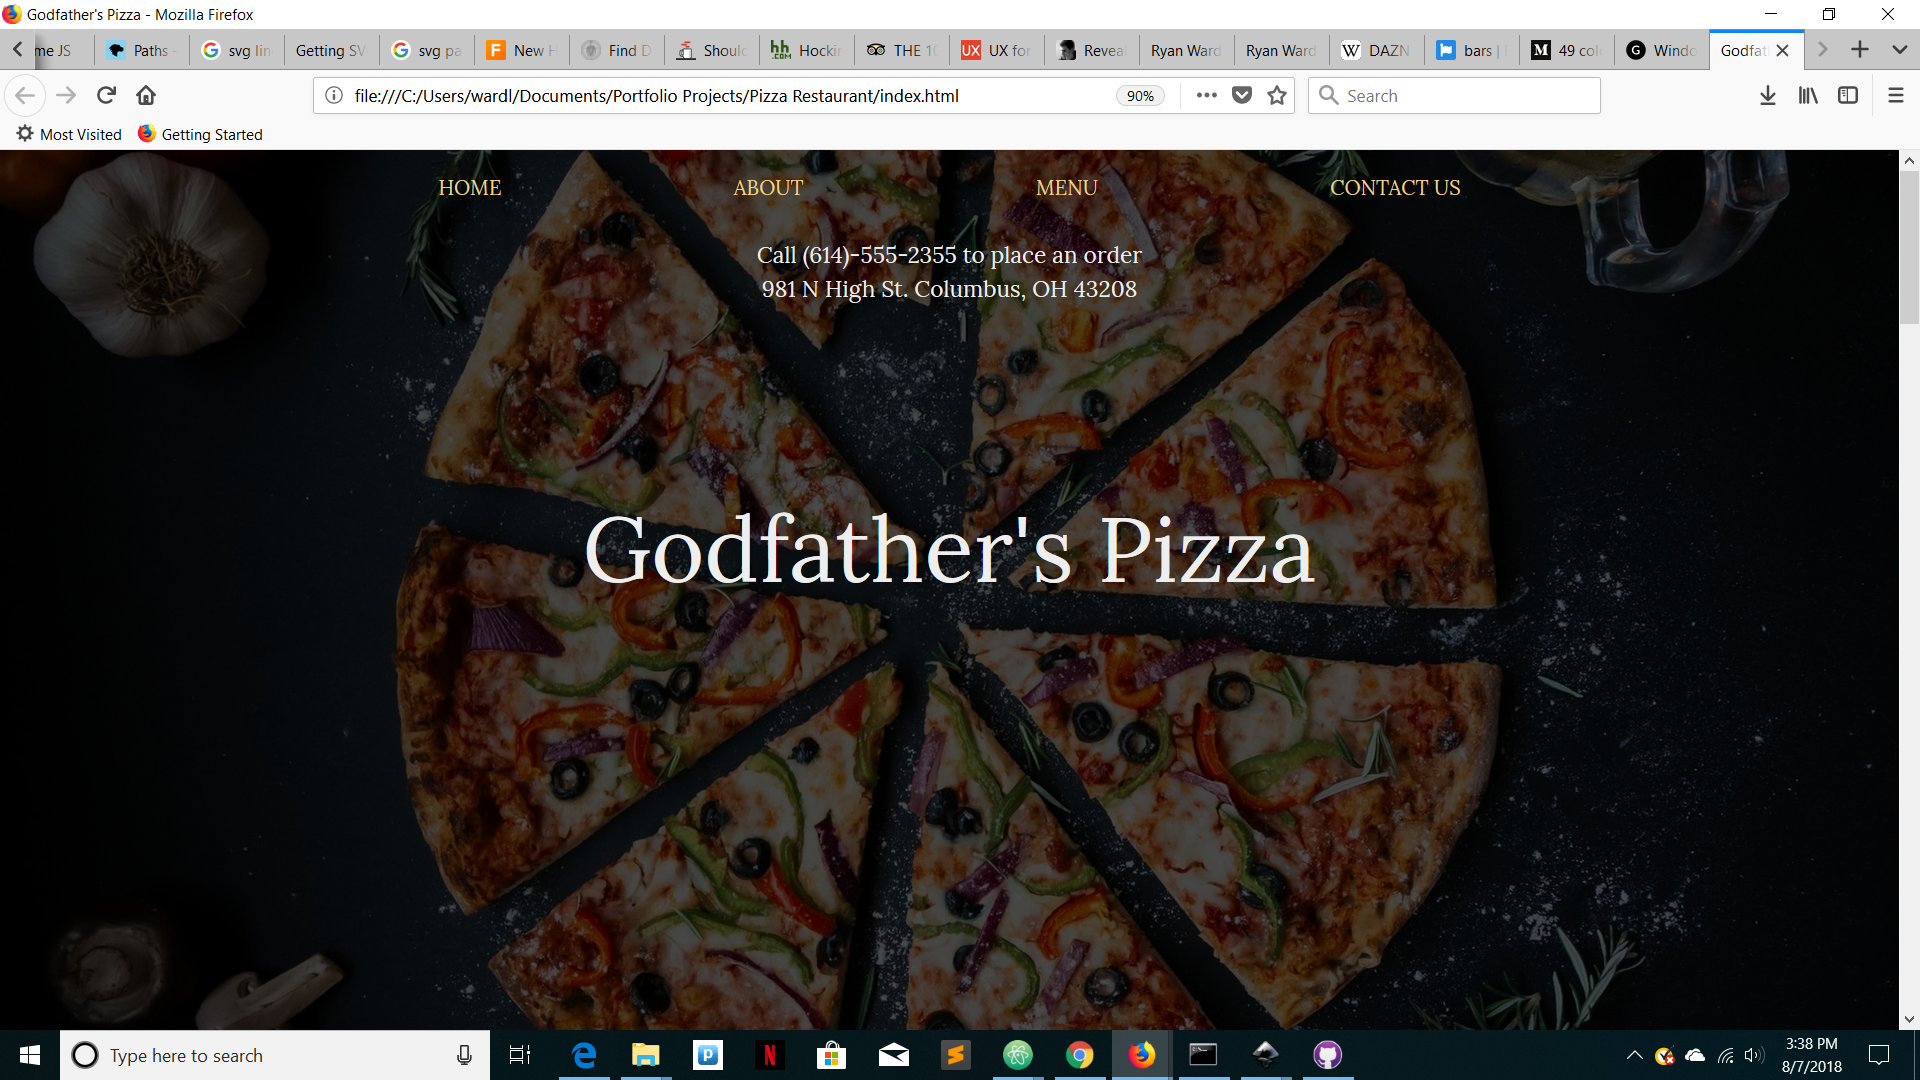 Godfather's Pizza - Mozilla Firefox
me JS
Paths -
svg lin
Getting SV
svg pa
New H
Find D
Should
Hockin
THE 10
UX for
Reveal
Ryan Ward
Ryan Ward
DAZN
bars |
49 col
Windo
Godfat
file:///C:/Users/wardl/Documents/Portfolio Projects/Pizza Restaurant/index.html
90%
Search
Most Visited
Getting Started
HOME
ABOUT
MENU
CONTACT US
Call (614)-555-2355 to place an order
981 N High St. Columbus, OH 43208
Godfather's Pizza
Type here to search
3:38 PM
8/7/2018